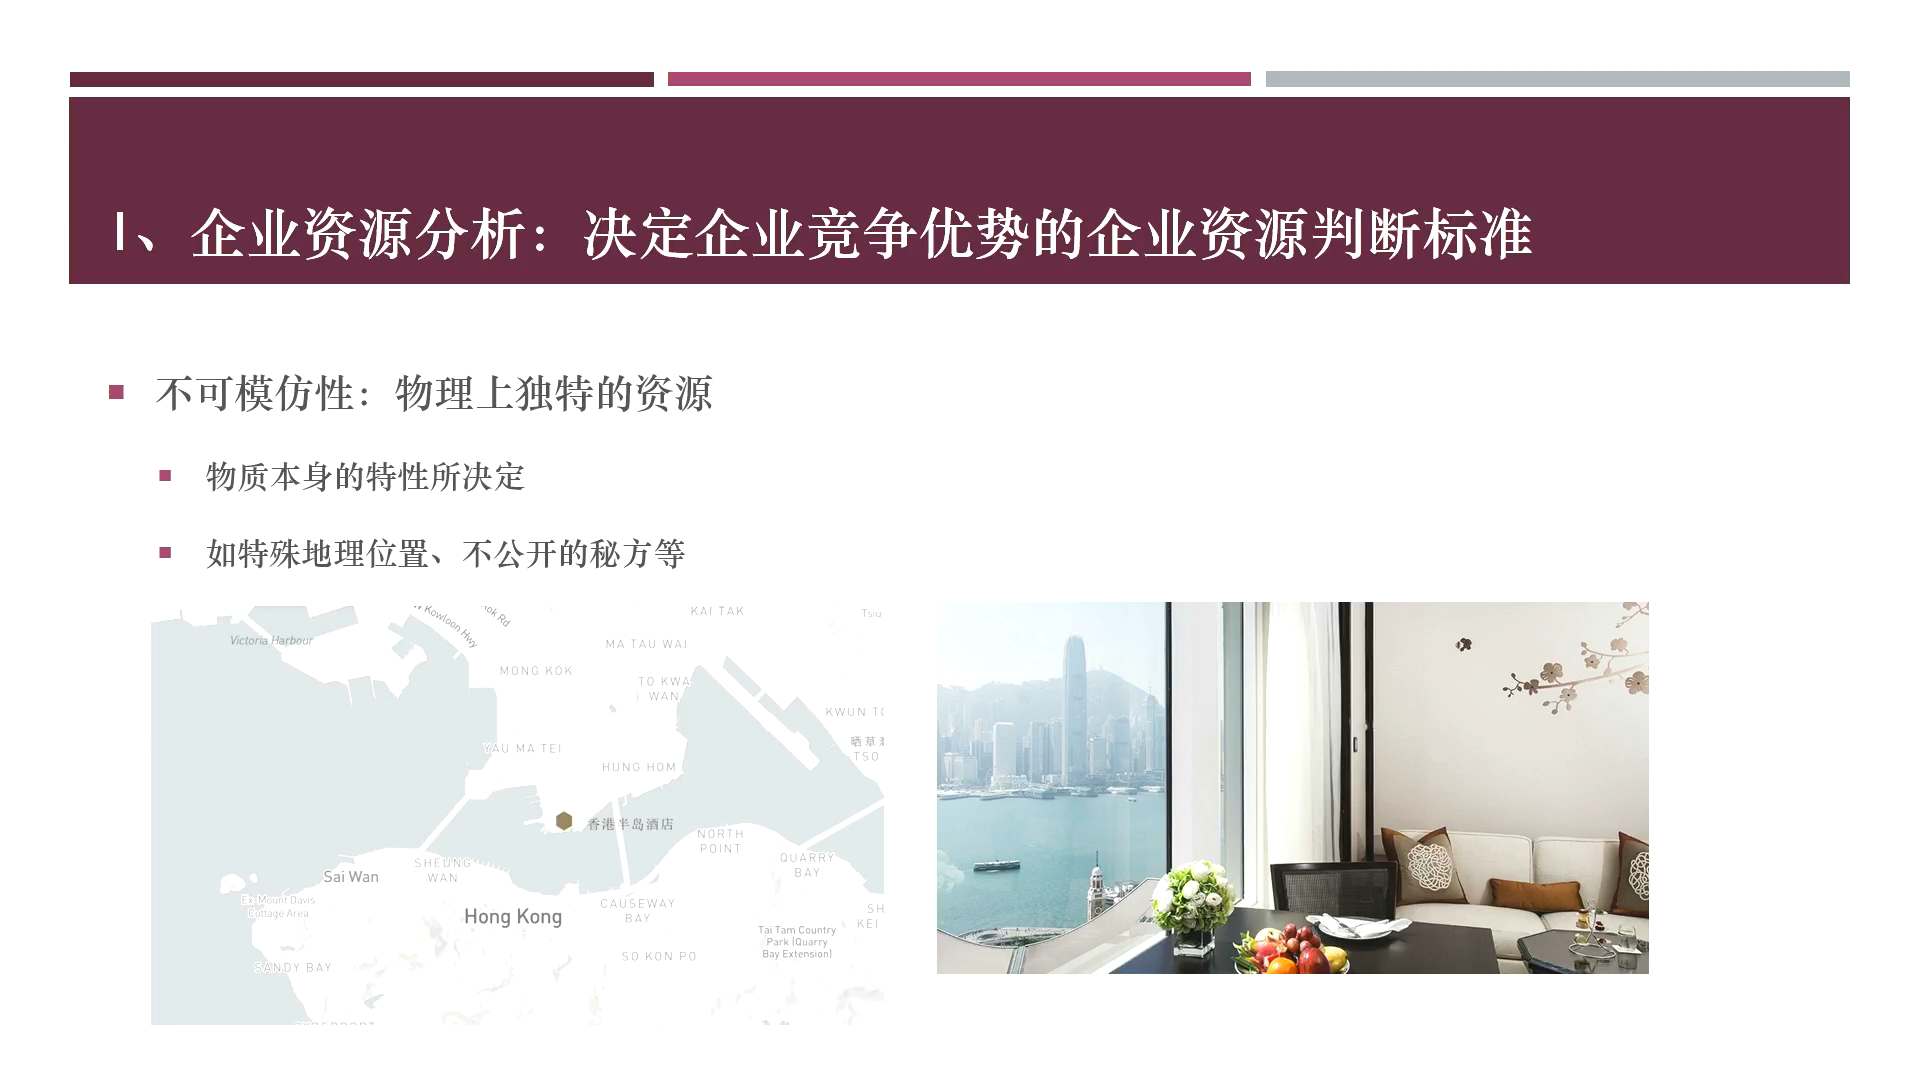 1、企业资源分析：决定企业竞争优势的企业资源判断标准
不可模仿性：物理上独特的资源
物质本身的特性所决定
如特殊地理位置、不公开的秘方等
Victoria Harbour
Kowloon Hwy
KAI TAK
MA TAU WAI
MONG KOK
TO KWA
WAN
KWUN
YAU MA TEI
HUNG HOM
晒草
TSO
香港半岛酒店
NORTH
POINT
QUARRY
BAY
SHEUNG
WAN
Sai Wan
Ex-Mount Davis
Cottage Area
Hong Kong
CAUSEWAY
BAY
SH
KEI
Tai Tam Country
Park (Quarry
Bay Extension)
SO KON PO
SANDY BAY